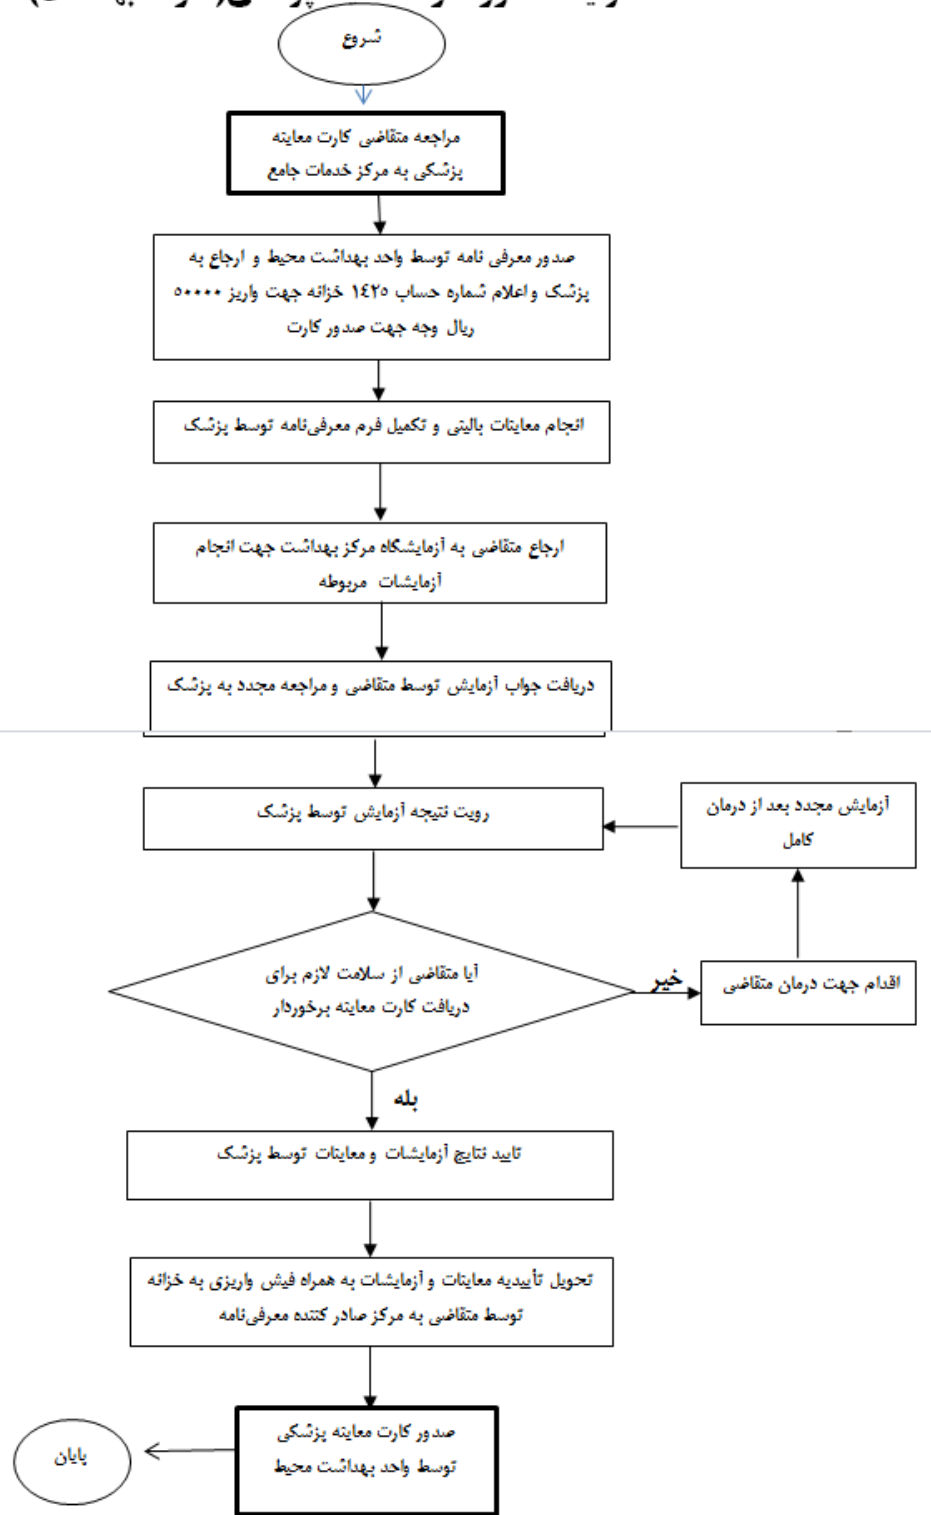 شروع
مراجعه متقاضی کارت معاینه
پزشکی به مرکز خدمات جامع
صدور معرفی نامه توسط واحد بهداشت محیط و ارجاع به
پزشک و اعلام شماره حساب ۱٤۲٥ خزانه جهت واریز ٥۰۰۰۰
ریال وجه جهت صدور کارت
انجام معاینات بالینی و تکمیل فرم معرفی‌نامه توسط پزشک
ارجاع متقاضی به آزمایشگاه مرکز بهداشت جهت انجام
آزمایشات مربوطه
دریافت جواب آزمایش توسط متقاضی و مراجعه مجدد به پزشک
رویت نتیجه آزمایش توسط پزشک
آزمایش مجدد بعد از درمان
کامل
آیا متقاضی از سلامت لازم برای
دریافت کارت معاینه برخوردار
خیر
اقدام جهت درمان متقاضی
بله
تایید نتایج آزمایشات و معاینات توسط پزشک
تحویل تأییدیه معاینات و آزمایشات به همراه فیش واریزی به خزانه
توسط متقاضی به مرکز صادر کننده معرفی‌نامه
صدور کارت معاینه پزشکی
توسط واحد بهداشت محیط
پایان